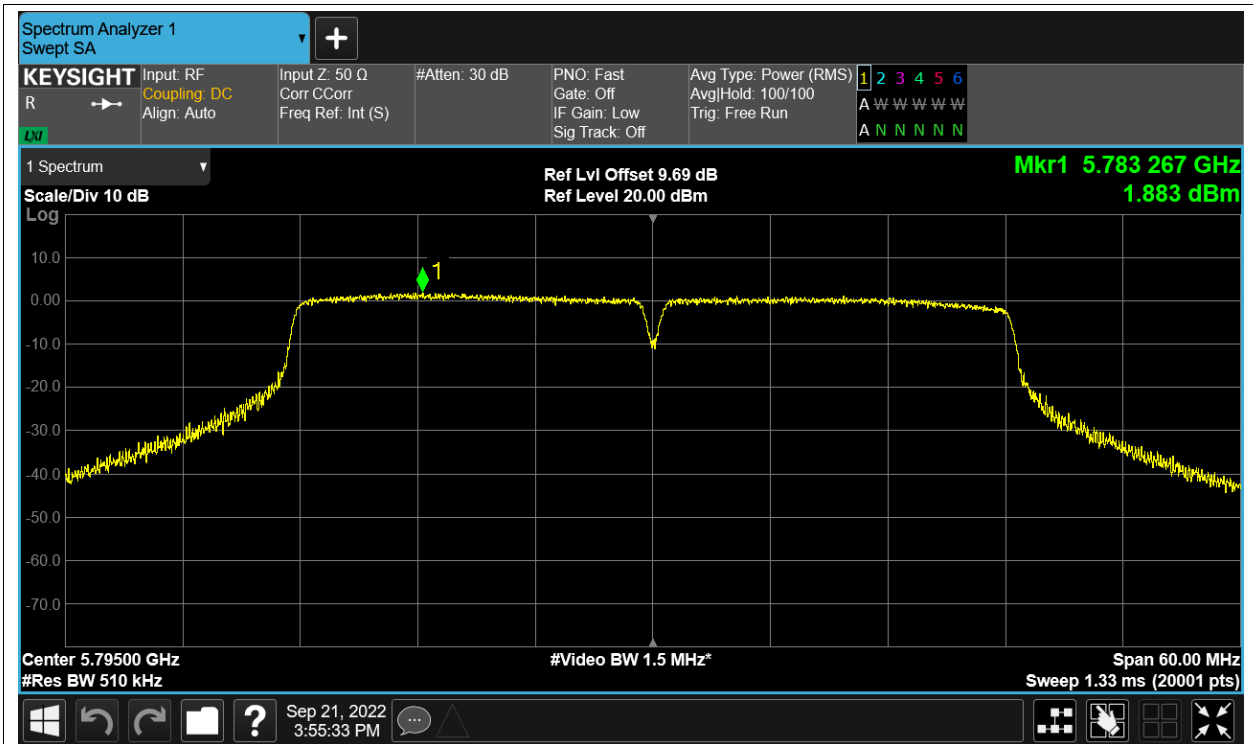 Spectrum Analyzer 1
Swept SA
+
KEYSIGHT
R
LXI
Input: RF
Coupling: DC
Align: Auto
Input Z: 50 Ω
Corr CCorr
Freq Ref: Int (S)
#Atten: 30 dB
PNO: Fast
Gate: Off
IF Gain: Low
Sig Track: Off
Avg Type: Power (RMS)
Avg|Hold: 100/100
Trig: Free Run
1 2 3 4 5 6
A W W W W W
A N N N N N
1 Spectrum
Scale/Div 10 dB
Log
Ref Lvl Offset 9.69 dB
Ref Level 20.00 dBm
Mkr1 5.783 267 GHz
1.883 dBm
1
10.0
0.00
-10.0
-20.0
-30.0
-40.0
-50.0
-60.0
-70.0
Center 5.79500 GHz
#Res BW 510 kHz
#Video BW 1.5 MHz*
Span 60.00 MHz
Sweep 1.33 ms (20001 pts)
?
Sep 21, 2022
3:55:33 PM